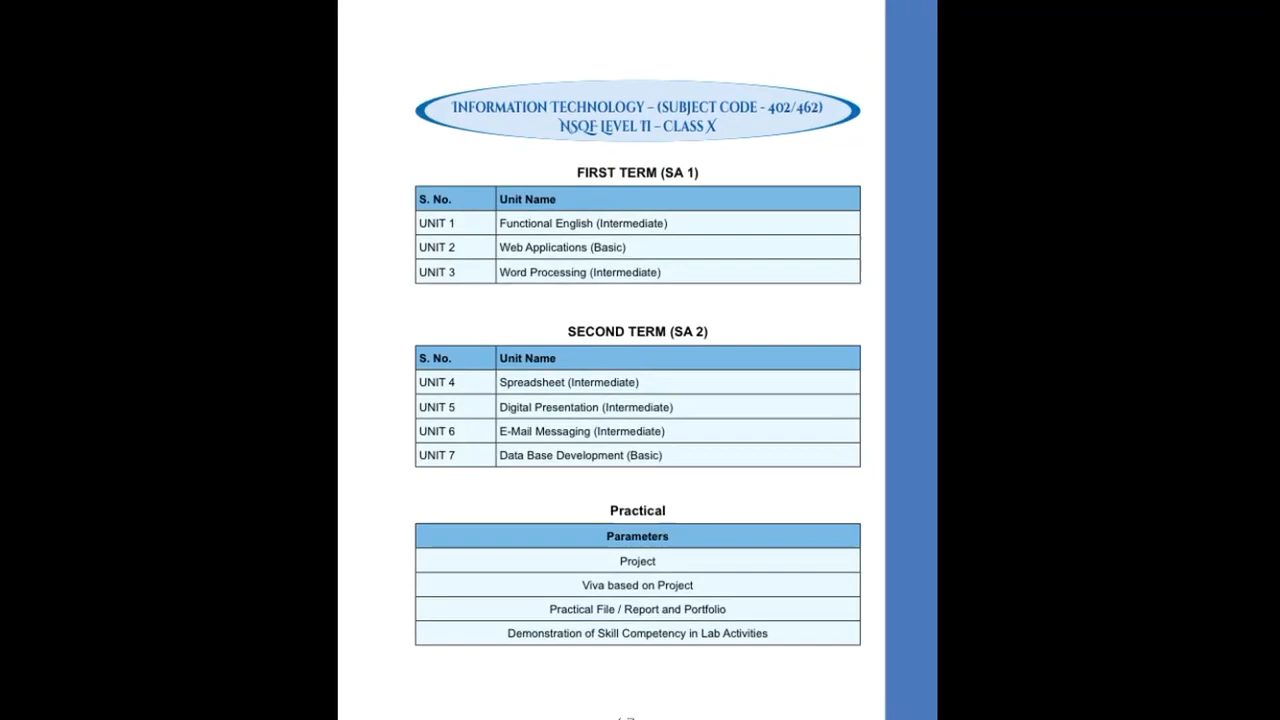 INFORMATION TECHNOLOGY – (SUBJECT CODE - 402/462)
NSQF LEVEL II – CLASS X
FIRST TERM (SA 1)
S. No. Unit Name
UNIT 1 Functional English (Intermediate)
UNIT 2 Web Applications (Basic)
UNIT 3 Word Processing (Intermediate)
SECOND TERM (SA 2)
S. No. Unit Name
UNIT 4 Spreadsheet (Intermediate)
UNIT 5 Digital Presentation (Intermediate)
UNIT 6 E-Mail Messaging (Intermediate)
UNIT 7 Data Base Development (Basic)
Practical
Parameters
Project
Viva based on Project
Practical File / Report and Portfolio
Demonstration of Skill Competency in Lab Activities